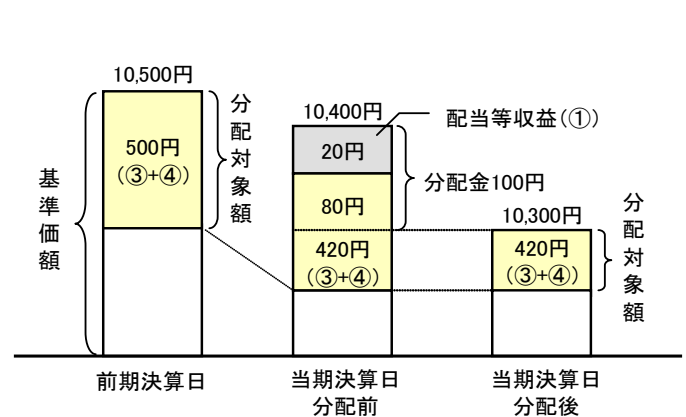 10,500円
分配対象額
500円
(③+④)
基準価額
10,400円
配当等収益(①)
20円
分配金100円
80円
420円
(③+④)
10,300円
分配対象額
420円
(③+④)
前期決算日
当期決算日
分配前
当期決算日
分配後